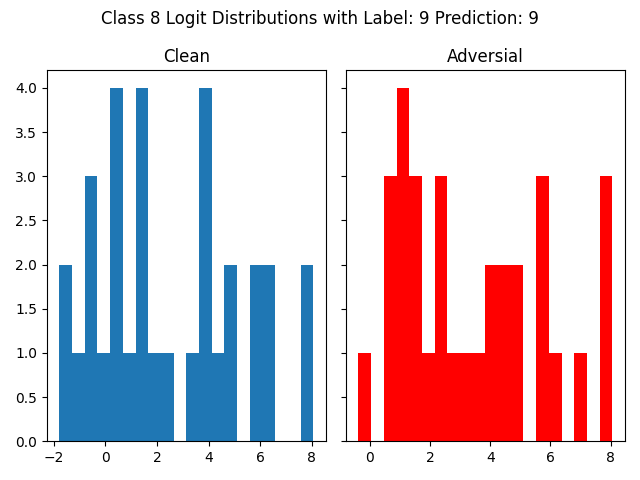 Class 8 Logit Distributions with Label: 9 Prediction: 9
Clean
Adversial
4.0
3.5
3.0
2.5
2.0
1.5
1.0
0.5
0.0
−2 0 2 4 6 8
0 2 4 6 8